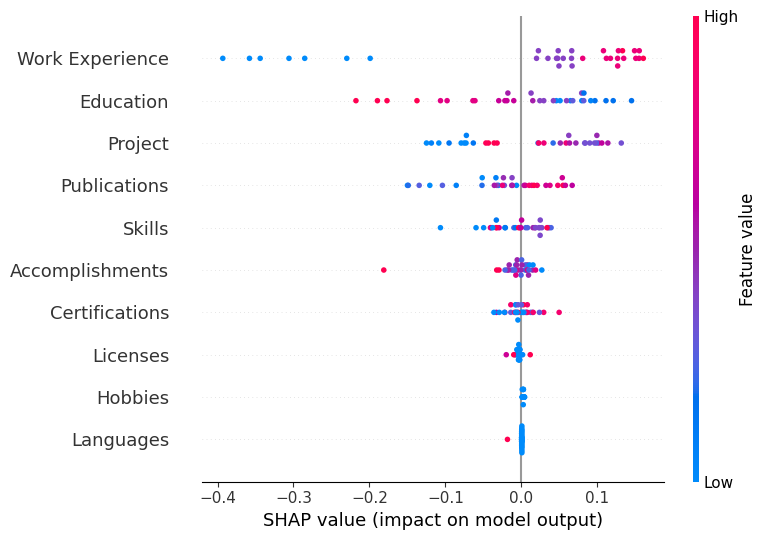 High
Work Experience
Education
Project
Publications
Skills
Accomplishments
Certifications
Licenses
Hobbies
Languages
Feature value
Low
−0.4 −0.3 −0.2 −0.1 0.0 0.1
SHAP value (impact on model output)